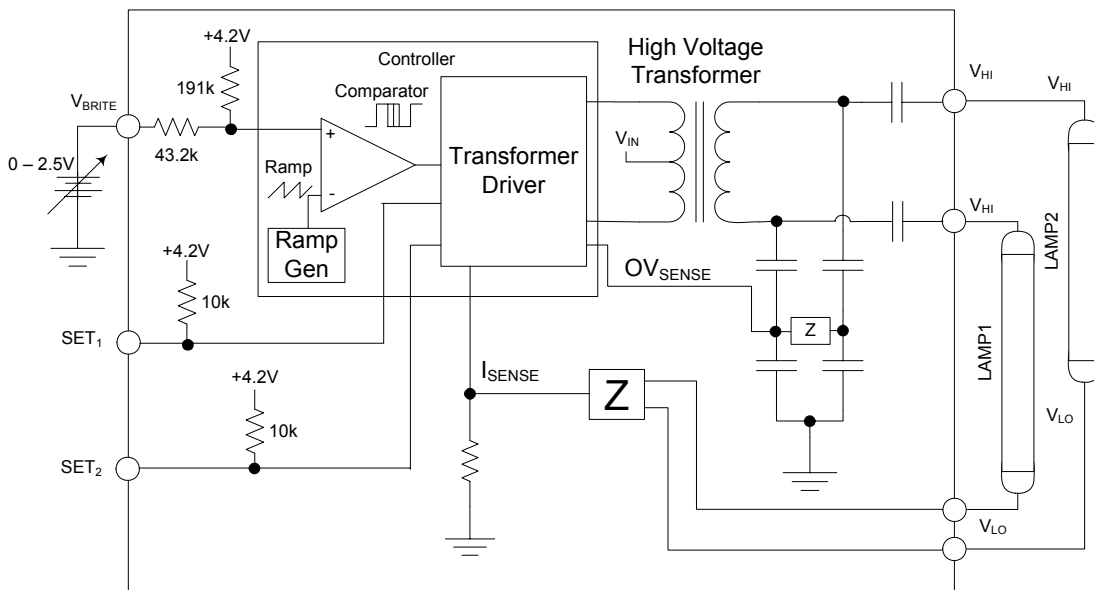 +4.2V
Controller
High Voltage
Transformer
V_HI
V_HI
191k
V_BRITE
Comparator
43.2k
+
-
Ramp
V_IN
Transformer
Driver
0 – 2.5V
V_HI
Ramp
Gen
LAMP2
+4.2V
OV_SENSE
10k
Z
SET_1
LAMP1
+4.2V
I_SENSE
Z
V_LO
10k
SET_2
V_LO